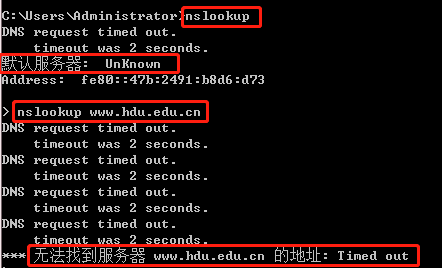 C:\Users\Administrator>nslookup
DNS request timed out.
timeout was 2 seconds.
默认服务器: UnKnown
Address: fe80::47b:2491:b8d6:d73
> nslookup www.hdu.edu.cn
DNS request timed out.
timeout was 2 seconds.
DNS request timed out.
timeout was 2 seconds.
DNS request timed out.
timeout was 2 seconds.
DNS request timed out.
timeout was 2 seconds.
*** 无法找到服务器 www.hdu.edu.cn 的地址: Timed out